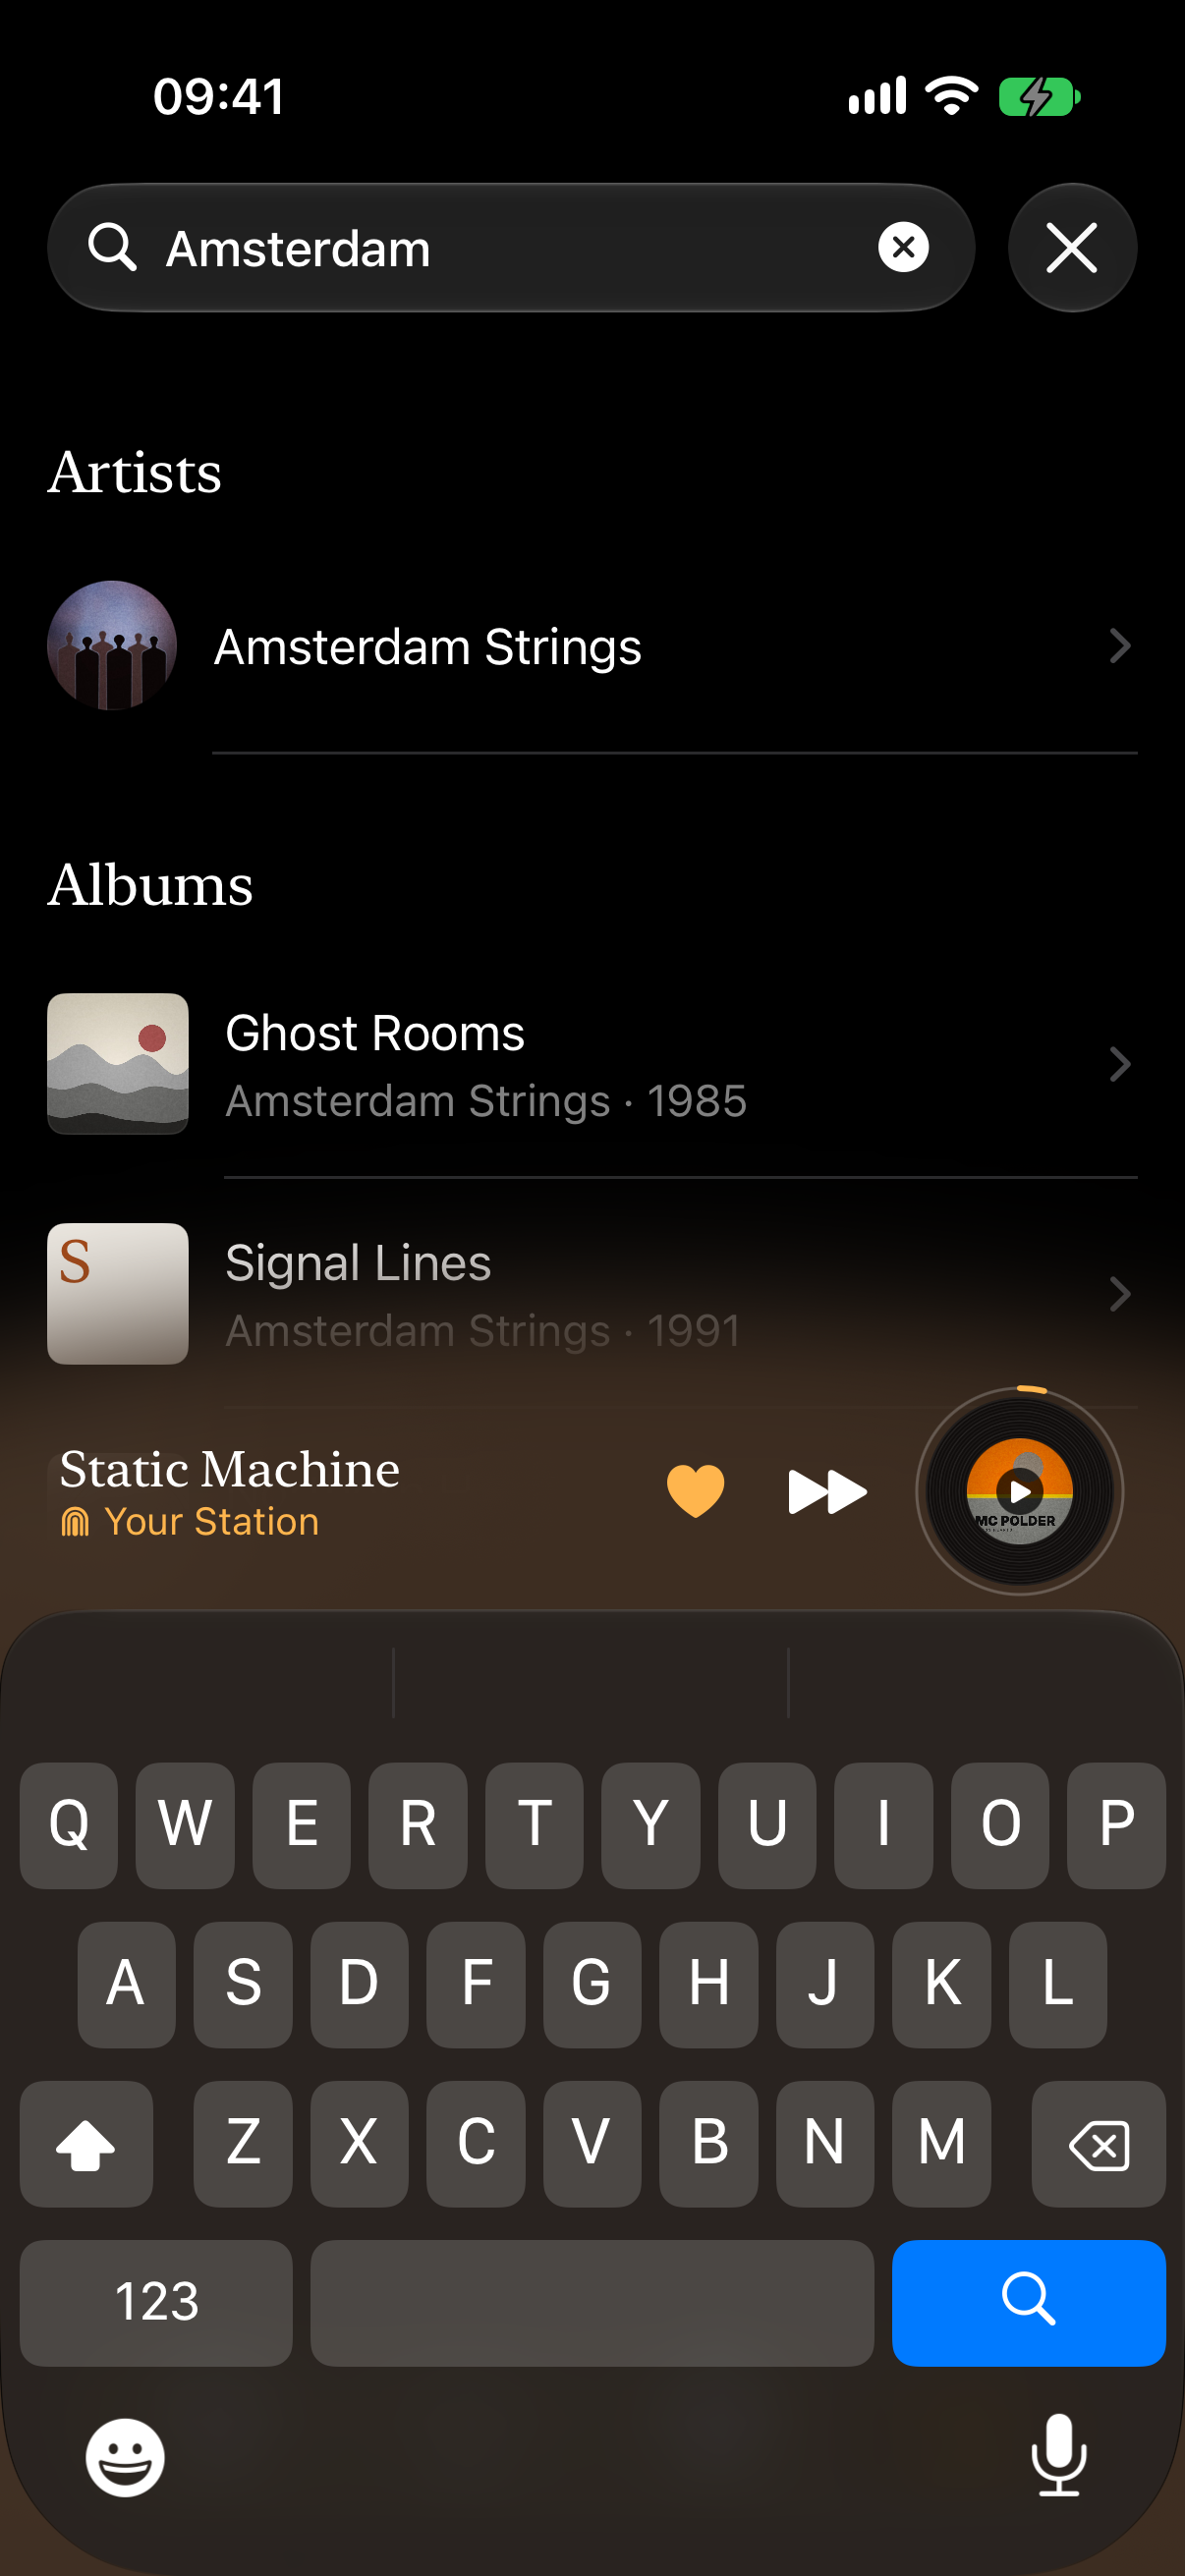 09:41
Amsterdam
Artists
Amsterdam Strings
Albums
Ghost Rooms
Amsterdam Strings · 1985
S
Signal Lines
Amsterdam Strings · 1991
Static Machine
Your Station
MC POLDER
Q W E R T Y U I O P
A S D F G H J K L
Z X C V B N M
123